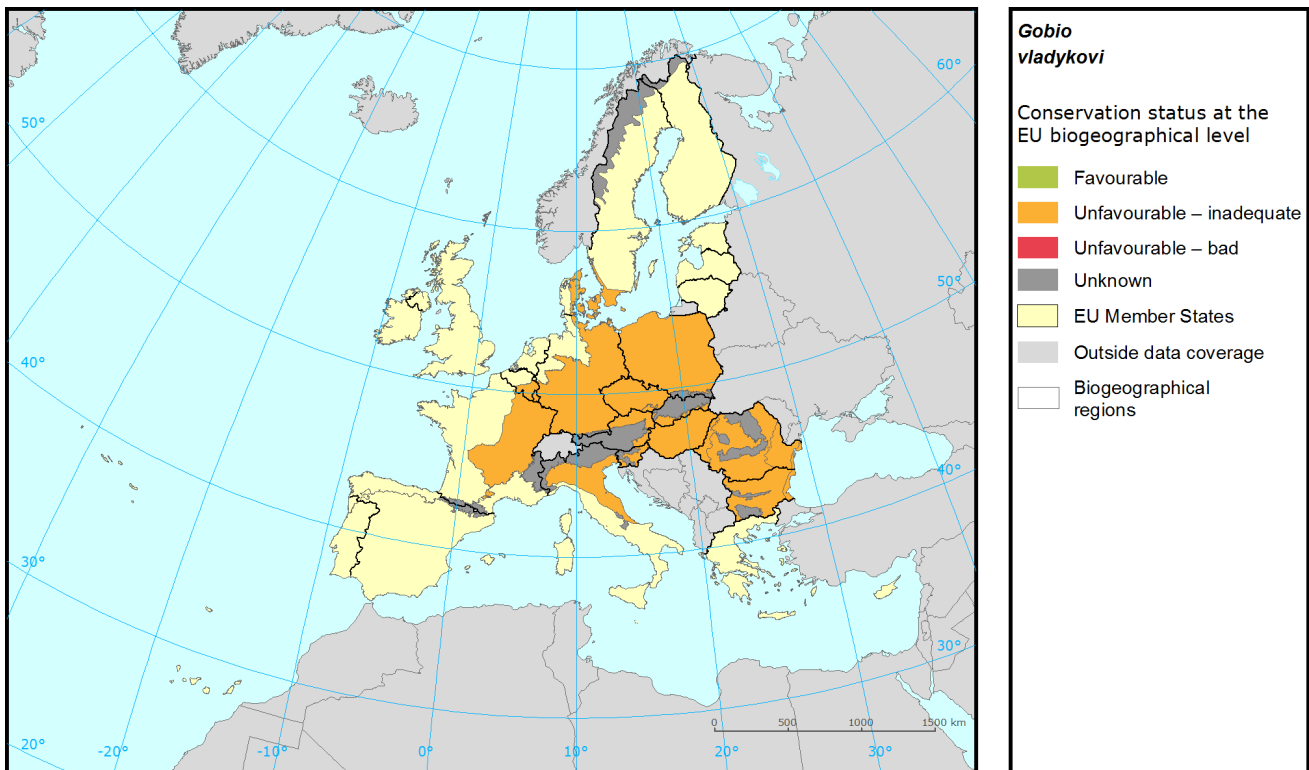 60°
50°
50°
40°
40°
30°
30°
20°
-20°
-10°
0°
10°
30°
0
500
1000
1500 km
Gobio
vladykovi
Conservation status at the
EU biogeographical level
Favourable
Unfavourable – inadequate
Unfavourable – bad
Unknown
EU Member States
Outside data coverage
Biogeographical
regions